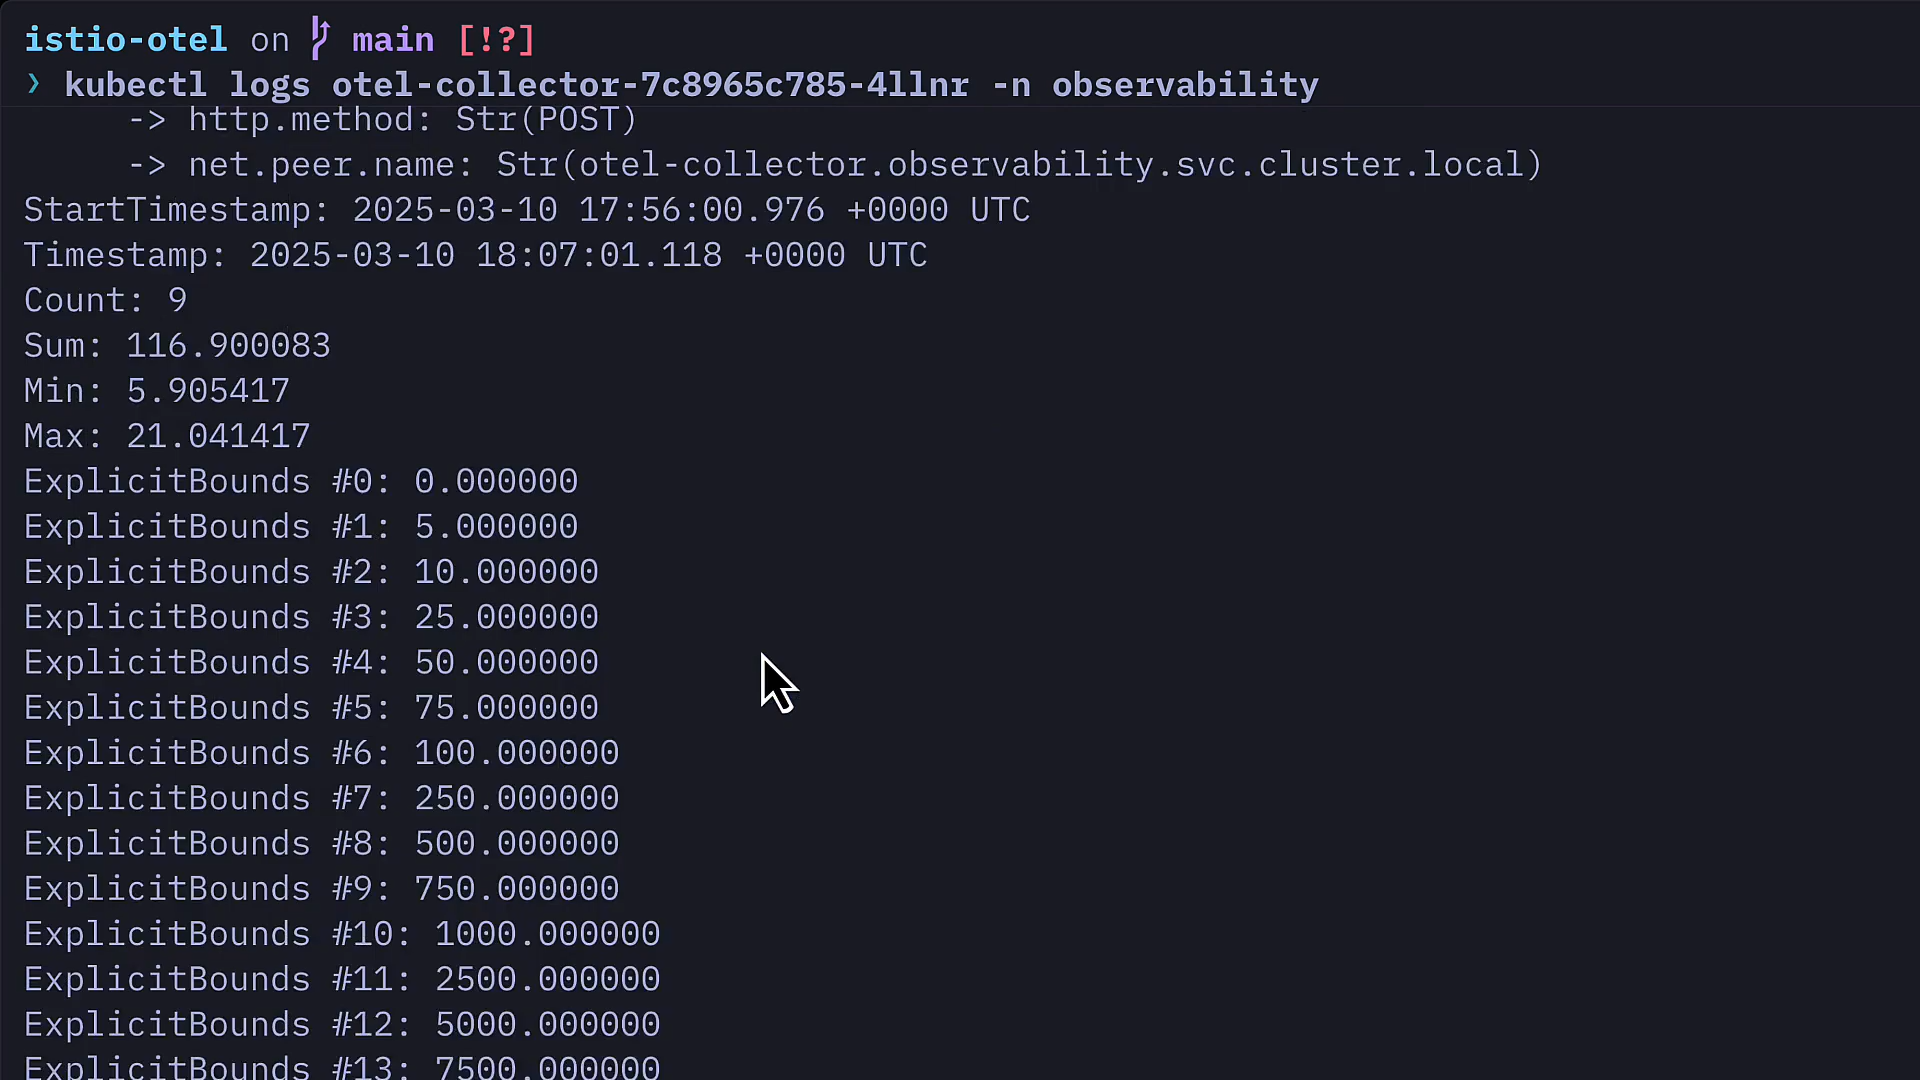 istio-otel on main [!?]
❯ kubectl logs otel-collector-7c8965c785-4llnr -n observability
-> http.method: Str(POST)
-> net.peer.name: Str(otel-collector.observability.svc.cluster.local)
StartTimestamp: 2025-03-10 17:56:00.976 +0000 UTC
Timestamp: 2025-03-10 18:07:01.118 +0000 UTC
Count: 9
Sum: 116.900083
Min: 5.905417
Max: 21.041417
ExplicitBounds #0: 0.000000
ExplicitBounds #1: 5.000000
ExplicitBounds #2: 10.000000
ExplicitBounds #3: 25.000000
ExplicitBounds #4: 50.000000
ExplicitBounds #5: 75.000000
ExplicitBounds #6: 100.000000
ExplicitBounds #7: 250.000000
ExplicitBounds #8: 500.000000
ExplicitBounds #9: 750.000000
ExplicitBounds #10: 1000.000000
ExplicitBounds #11: 2500.000000
ExplicitBounds #12: 5000.000000
ExplicitBounds #13: 7500.000000